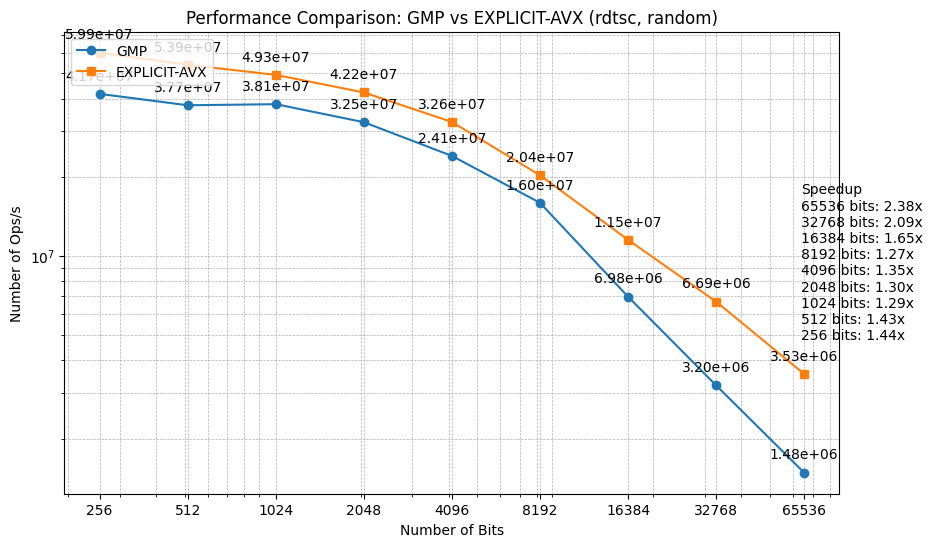 Performance Comparison: GMP vs EXPLICIT-AVX (rdtsc, random)
5.99e+07
5.39e+07
4.93e+07
4.22e+07
3.26e+07
2.04e+07
1.15e+07
6.69e+06
3.53e+06
4.17e+07
3.77e+07
3.81e+07
3.25e+07
2.41e+07
1.60e+07
6.98e+06
3.20e+06
1.48e+06
GMP
EXPLICIT-AVX
Speedup
65536 bits: 2.38x
32768 bits: 2.09x
16384 bits: 1.65x
8192 bits: 1.27x
4096 bits: 1.35x
2048 bits: 1.30x
1024 bits: 1.29x
512 bits: 1.43x
256 bits: 1.44x
Number of Ops/s
10⁷
256 512 1024 2048 4096 8192 16384 32768 65536
Number of Bits